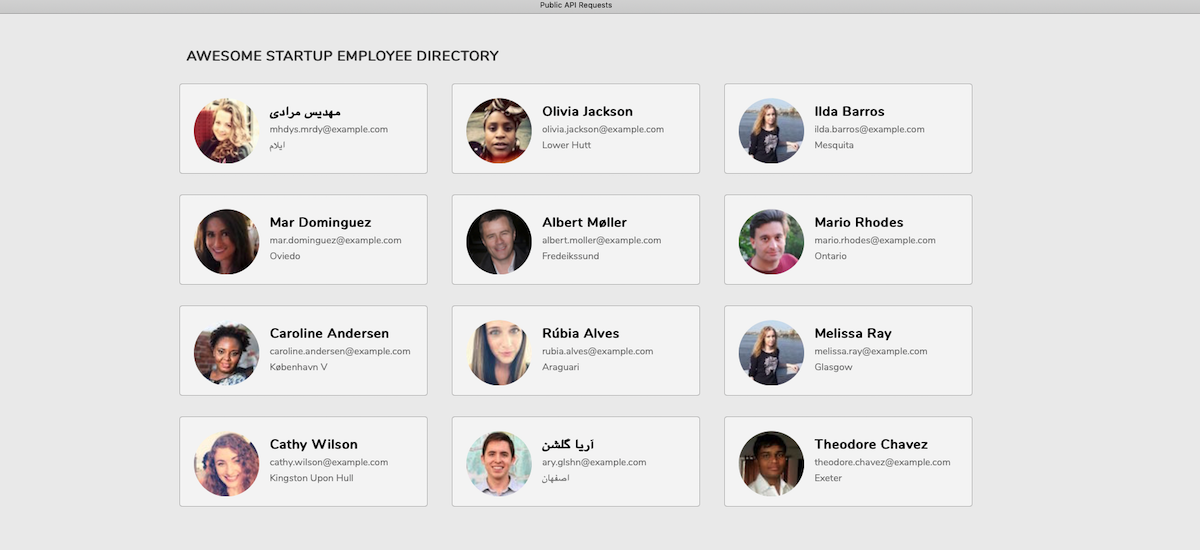 Public API Requests
AWESOME STARTUP EMPLOYEE DIRECTORY
مهدیس مرادی
mhdys.mrdy@example.com
ایلام
Olivia Jackson
olivia.jackson@example.com
Lower Hutt
Ilda Barros
ilda.barros@example.com
Mesquita
Mar Dominguez
mar.dominguez@example.com
Oviedo
Albert Møller
albert.moller@example.com
Fredeikssund
Mario Rhodes
mario.rhodes@example.com
Ontario
Caroline Andersen
caroline.andersen@example.com
København V
Rúbia Alves
rubia.alves@example.com
Araguari
Melissa Ray
melissa.ray@example.com
Glasgow
Cathy Wilson
cathy.wilson@example.com
Kingston Upon Hull
آریا گلشن
ary.glshn@example.com
اصفهان
Theodore Chavez
theodore.chavez@example.com
Exeter